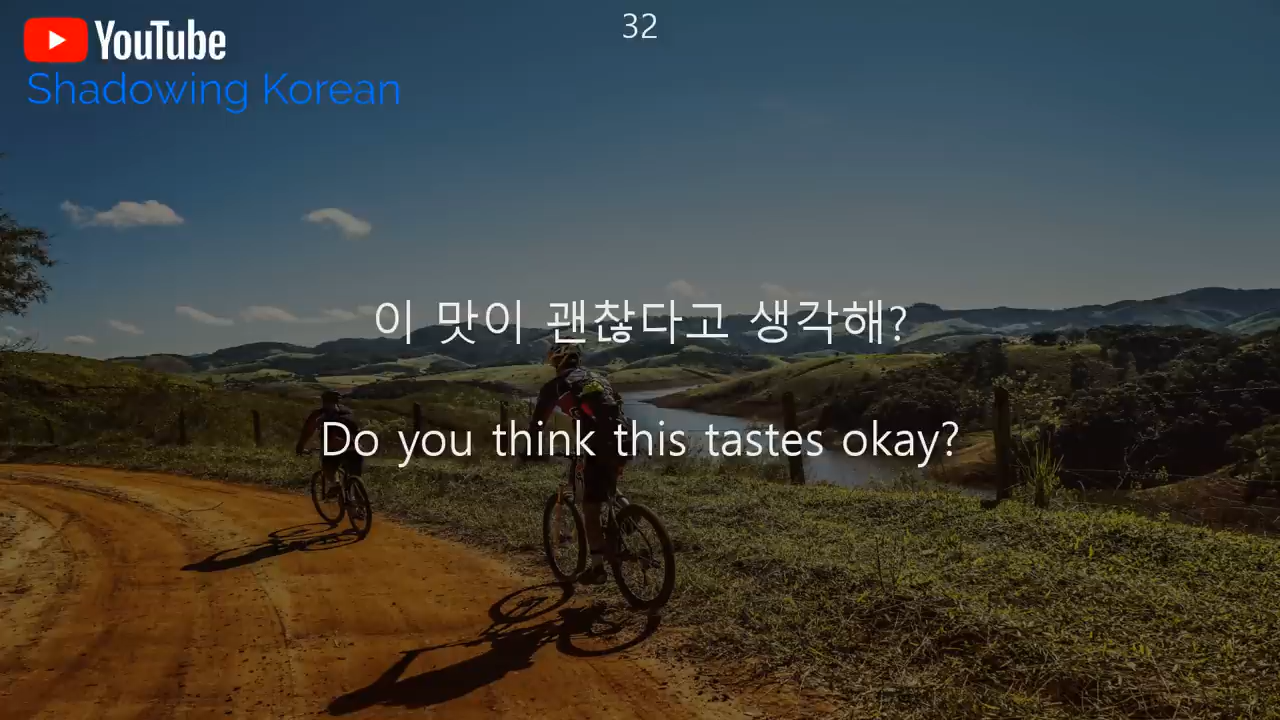 32
YouTube
Shadowing Korean
이 맛이 괜찮다고 생각해?
Do you think this tastes okay?